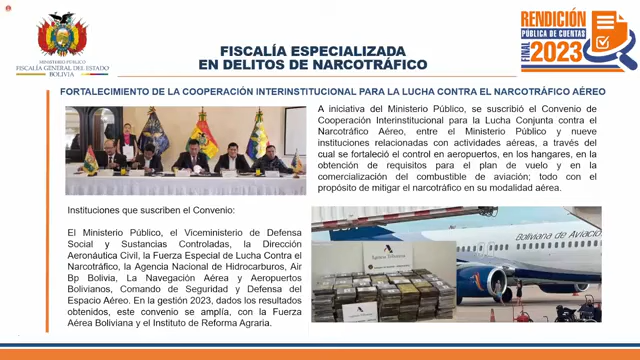 MINISTERIO PÚBLICO
FISCALÍA GENERAL DEL ESTADO
BOLIVIA
FISCALÍA ESPECIALIZADA
EN DELITOS DE NARCOTRÁFICO
RENDICIÓN
PÚBLICA DE CUENTAS
FINAL
2023
FORTALECIMIENTO DE LA COOPERACIÓN INTERINSTITUCIONAL PARA LA LUCHA CONTRA EL NARCOTRÁFICO AÉREO
A iniciativa del Ministerio Público, se suscribió el Convenio de
Cooperación Interinstitucional para la Lucha Conjunta contra el
Narcotráfico Aéreo, entre el Ministerio Público y nueve
instituciones relacionadas con actividades aéreas, a través del
cual se fortaleció el control en aeropuertos, en los hangares, en la
obtención de requisitos para el plan de vuelo y en la
comercialización del combustible de aviación; todo con el
propósito de mitigar el narcotráfico en su modalidad aérea.
Instituciones que suscriben el Convenio:
El Ministerio Público, el Viceministerio de Defensa
Social y Sustancias Controladas, la Dirección
Aeronáutica Civil, la Fuerza Especial de Lucha Contra el
Narcotráfico, la Agencia Nacional de Hidrocarburos, Air
Bp Bolivia, La Navegación Aérea y Aeropuertos
Bolivianos, Comando de Seguridad y Defensa del
Espacio Aéreo. En la gestión 2023, dados los resultados
obtenidos, este convenio se amplía, con la Fuerza
Aérea Boliviana y el Instituto de Reforma Agraria.
Agencia Tributaria
Boliviana de Aviación